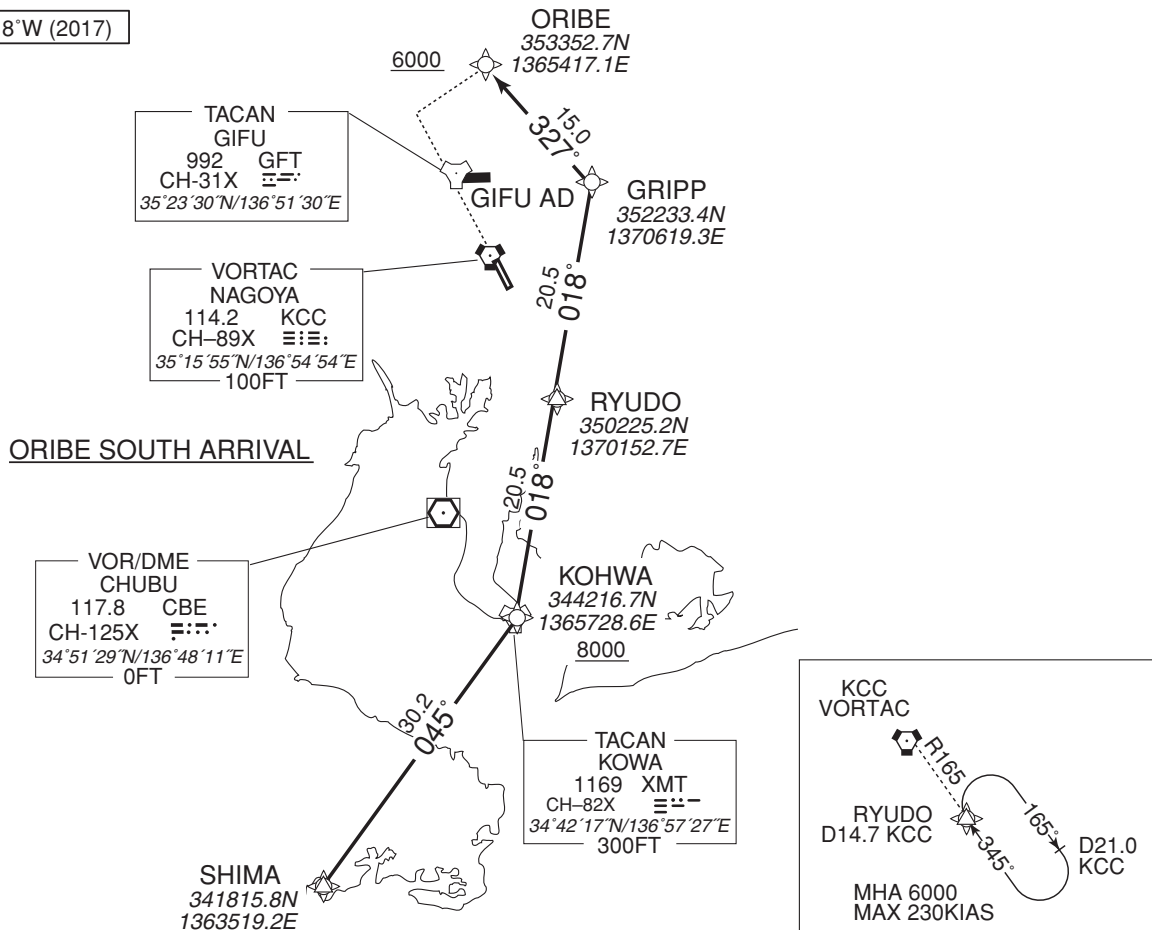 8°W (2017)
ORIBE
353352.7N
1365417.1E
6000
15.0
327°
TACAN
GIFU
992 GFT
CH-31X
35°23′30″N/136°51′30″E
GIFU AD
GRIPP
352233.4N
1370619.3E
VORTAC
NAGOYA
114.2 KCC
CH–89X
35°15′55″N/136°54′54″E
100FT
20.5
018°
RYUDO
350225.2N
1370152.7E
ORIBE SOUTH ARRIVAL
20.5
018°
VOR/DME
CHUBU
117.8 CBE
CH-125X
34°51′29″N/136°48′11″E
0FT
KOHWA
344216.7N
1365728.6E
8000
30.2
045°
TACAN
KOWA
1169 XMT
CH–82X
34°42′17″N/136°57′27″E
300FT
SHIMA
341815.8N
1363519.2E
KCC
VORTAC
R165
RYUDO
D14.7 KCC
165°
345°
D21.0
KCC
MHA 6000
MAX 230KIAS